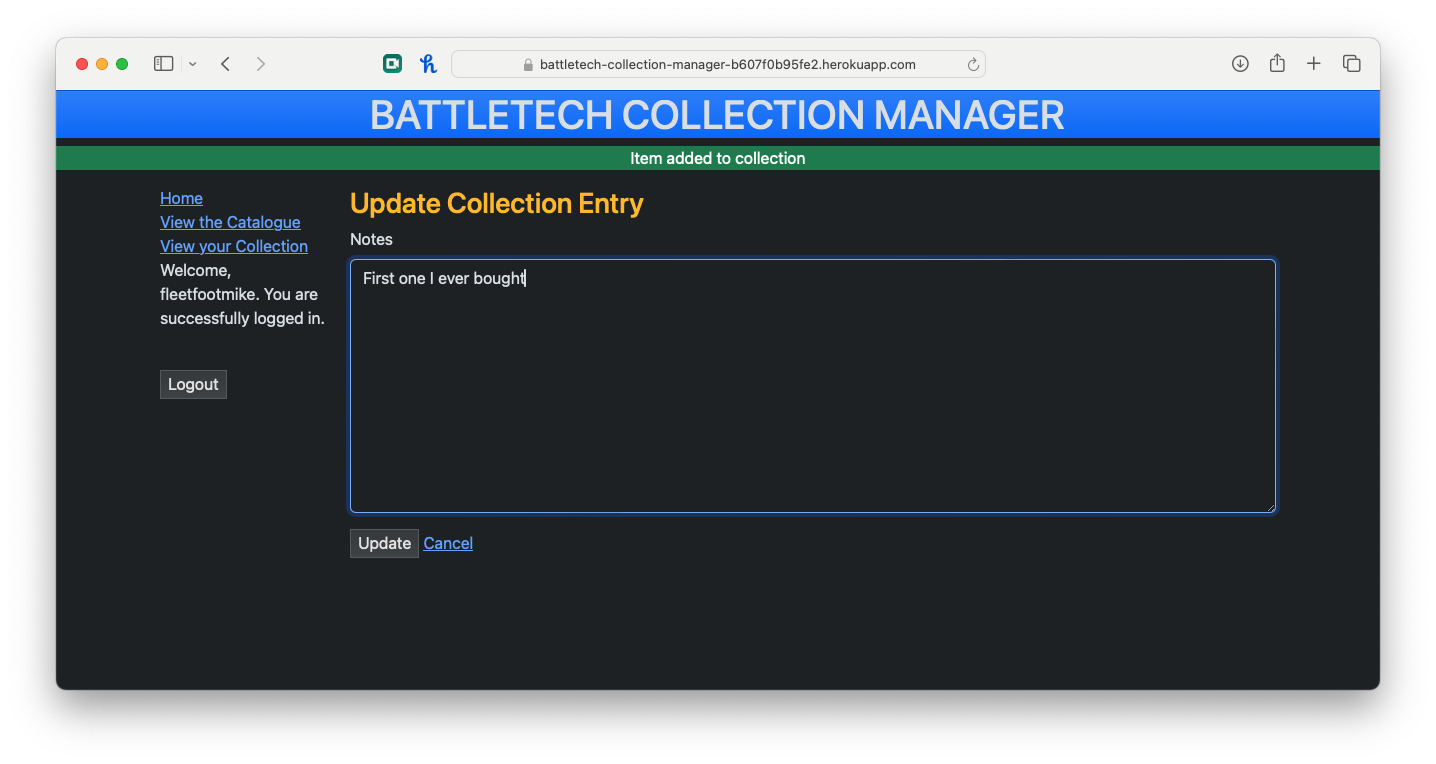 battletech-collection-manager-b607f0b95fe2.herokuapp.com
BATTLETECH COLLECTION MANAGER
Item added to collection
Home
View the Catalogue
View your Collection
Welcome,
fleetfootmike. You are
successfully logged in.
Logout
Update Collection Entry
Notes
First one I ever bought
Update Cancel